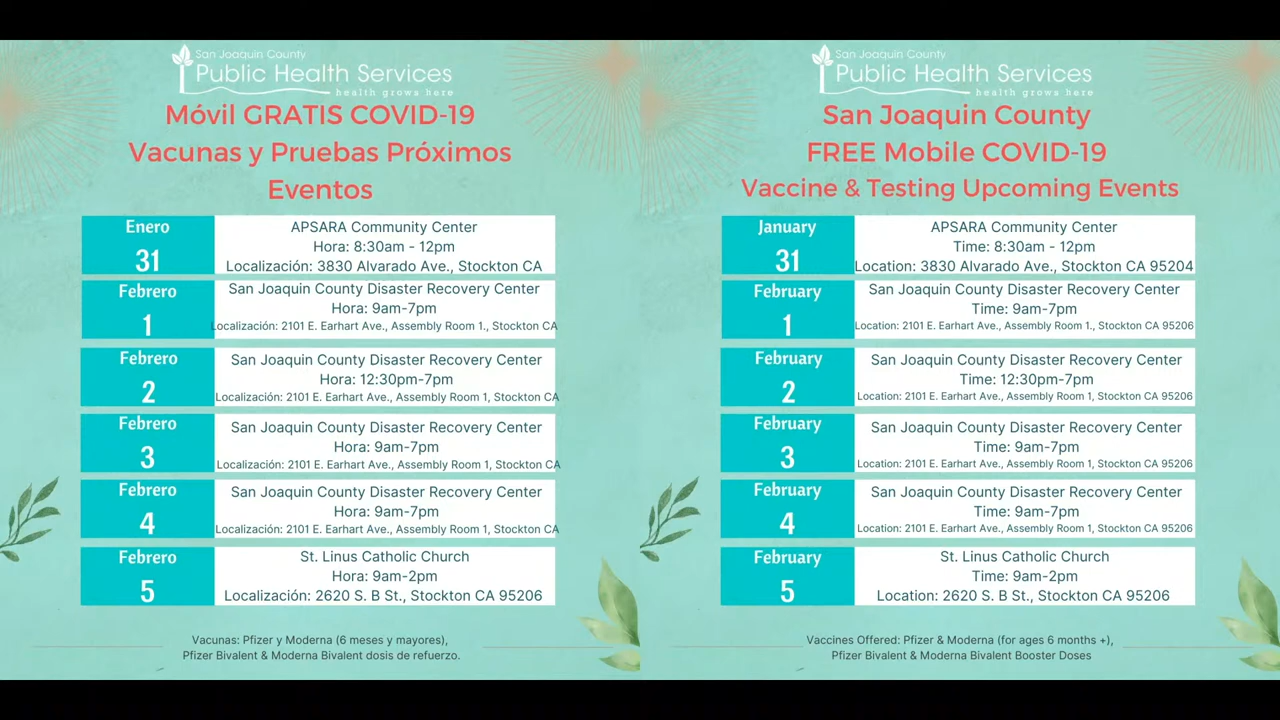 San Joaquin County
Public Health Services
health grows here
Móvil GRATIS COVID-19
Vacunas y Pruebas Próximos
Eventos
Enero
31
APSARA Community Center
Hora: 8:30am - 12pm
Localización: 3830 Alvarado Ave., Stockton CA
Febrero
1
San Joaquin County Disaster Recovery Center
Hora: 9am-7pm
Localización: 2101 E. Earhart Ave., Assembly Room 1., Stockton CA
Febrero
2
San Joaquin County Disaster Recovery Center
Hora: 12:30pm-7pm
Localización: 2101 E. Earhart Ave., Assembly Room 1, Stockton CA
Febrero
3
San Joaquin County Disaster Recovery Center
Hora: 9am-7pm
Localización: 2101 E. Earhart Ave., Assembly Room 1, Stockton CA
Febrero
4
San Joaquin County Disaster Recovery Center
Hora: 9am-7pm
Localización: 2101 E. Earhart Ave., Assembly Room 1, Stockton CA
Febrero
5
St. Linus Catholic Church
Hora: 9am-2pm
Localización: 2620 S. B St., Stockton CA 95206
Vacunas: Pfizer y Moderna (6 meses y mayores),
Pfizer Bivalent & Moderna Bivalent dosis de refuerzo.
San Joaquin County
Public Health Services
health grows here
San Joaquin County
FREE Mobile COVID-19
Vaccine & Testing Upcoming Events
January
31
APSARA Community Center
Time: 8:30am - 12pm
Location: 3830 Alvarado Ave., Stockton CA 95204
February
1
San Joaquin County Disaster Recovery Center
Time: 9am-7pm
Location: 2101 E. Earhart Ave., Assembly Room 1., Stockton CA 95206
February
2
San Joaquin County Disaster Recovery Center
Time: 12:30pm-7pm
Location: 2101 E. Earhart Ave., Assembly Room 1, Stockton CA 95206
February
3
San Joaquin County Disaster Recovery Center
Time: 9am-7pm
Location: 2101 E. Earhart Ave., Assembly Room 1, Stockton CA 95206
February
4
San Joaquin County Disaster Recovery Center
Time: 9am-7pm
Location: 2101 E. Earhart Ave., Assembly Room 1, Stockton CA 95206
February
5
St. Linus Catholic Church
Time: 9am-2pm
Location: 2620 S. B St., Stockton CA 95206
Vaccines Offered: Pfizer & Moderna (for ages 6 months +),
Pfizer Bivalent & Moderna Bivalent Booster Doses